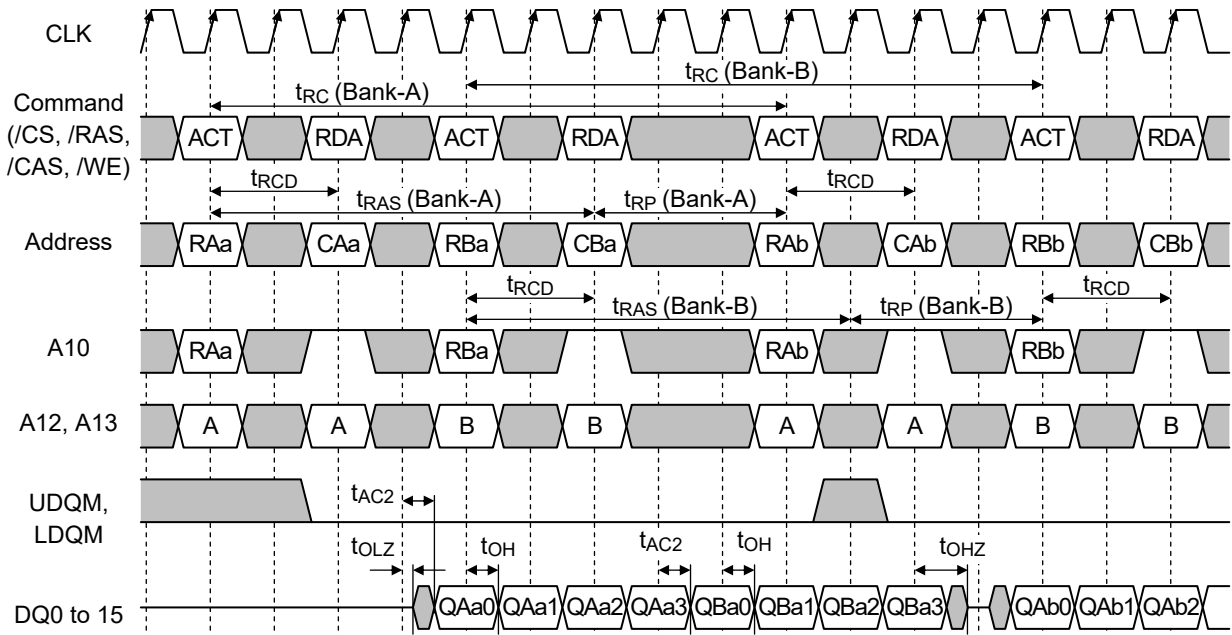 CLK
tRC (Bank-B)
tRC (Bank-A)
Command
(/CS, /RAS,
/CAS, /WE)
ACT RDA ACT RDA ACT RDA ACT RDA
tRCD tRCD
tRAS (Bank-A) tRP (Bank-A)
Address RAa CAa RBa CBa RAb CAb RBb CBb
tRCD tRCD
tRAS (Bank-B) tRP (Bank-B)
A10 RAa RBa RAb RBb
A12, A13 A A B B A A B B
UDQM,
LDQM
tAC2
tOLZ tOH tAC2 tOH tOHZ
DQ0 to 15 QAa0 QAa1 QAa2 QAa3 QBa0 QBa1 QBa2 QBa3 QAb0 QAb1 QAb2